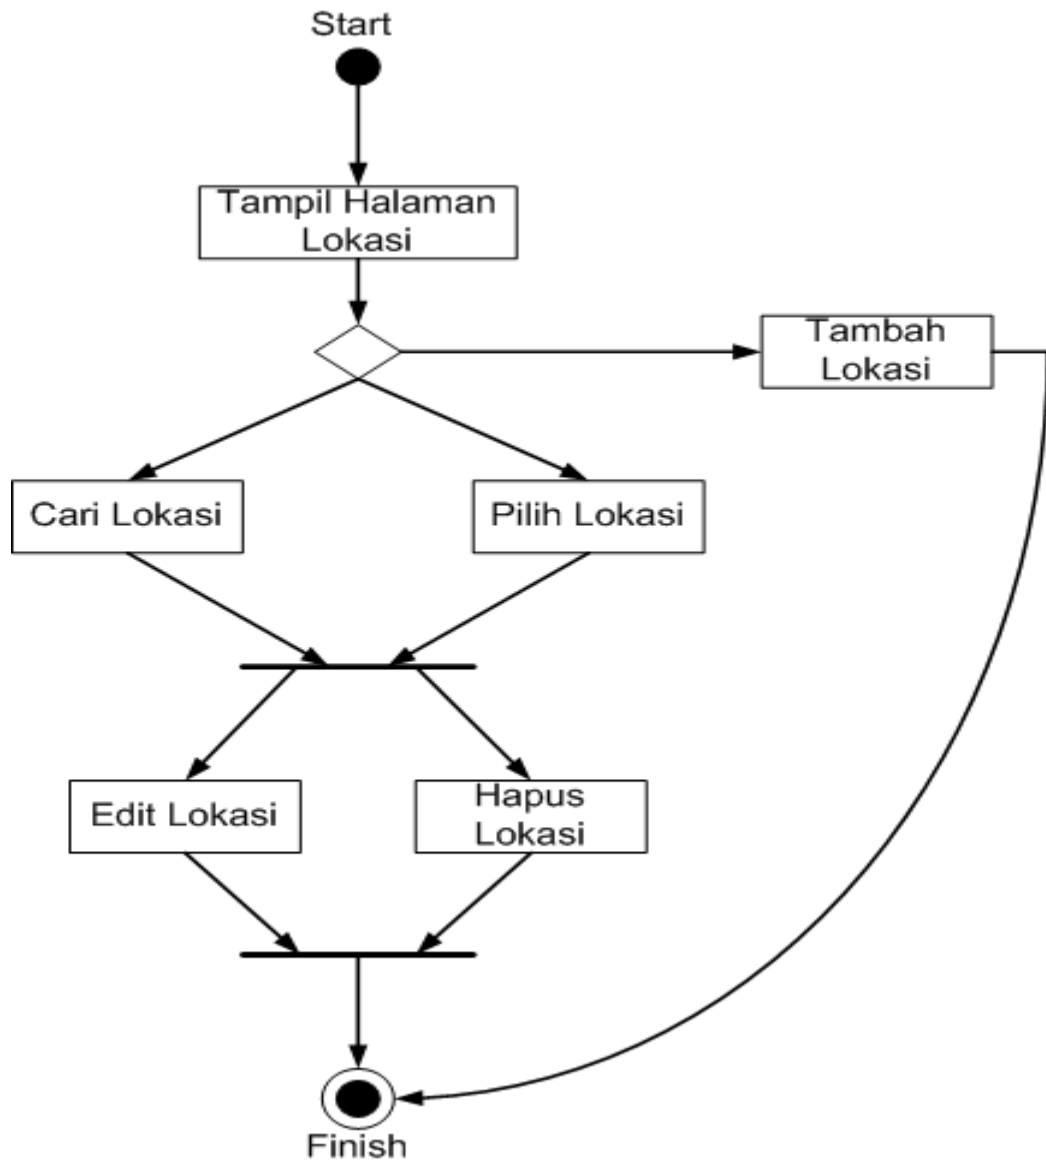 Start
Tampil Halaman
Lokasi
Tambah
Lokasi
Cari Lokasi
Pilih Lokasi
Edit Lokasi
Hapus
Lokasi
Finish